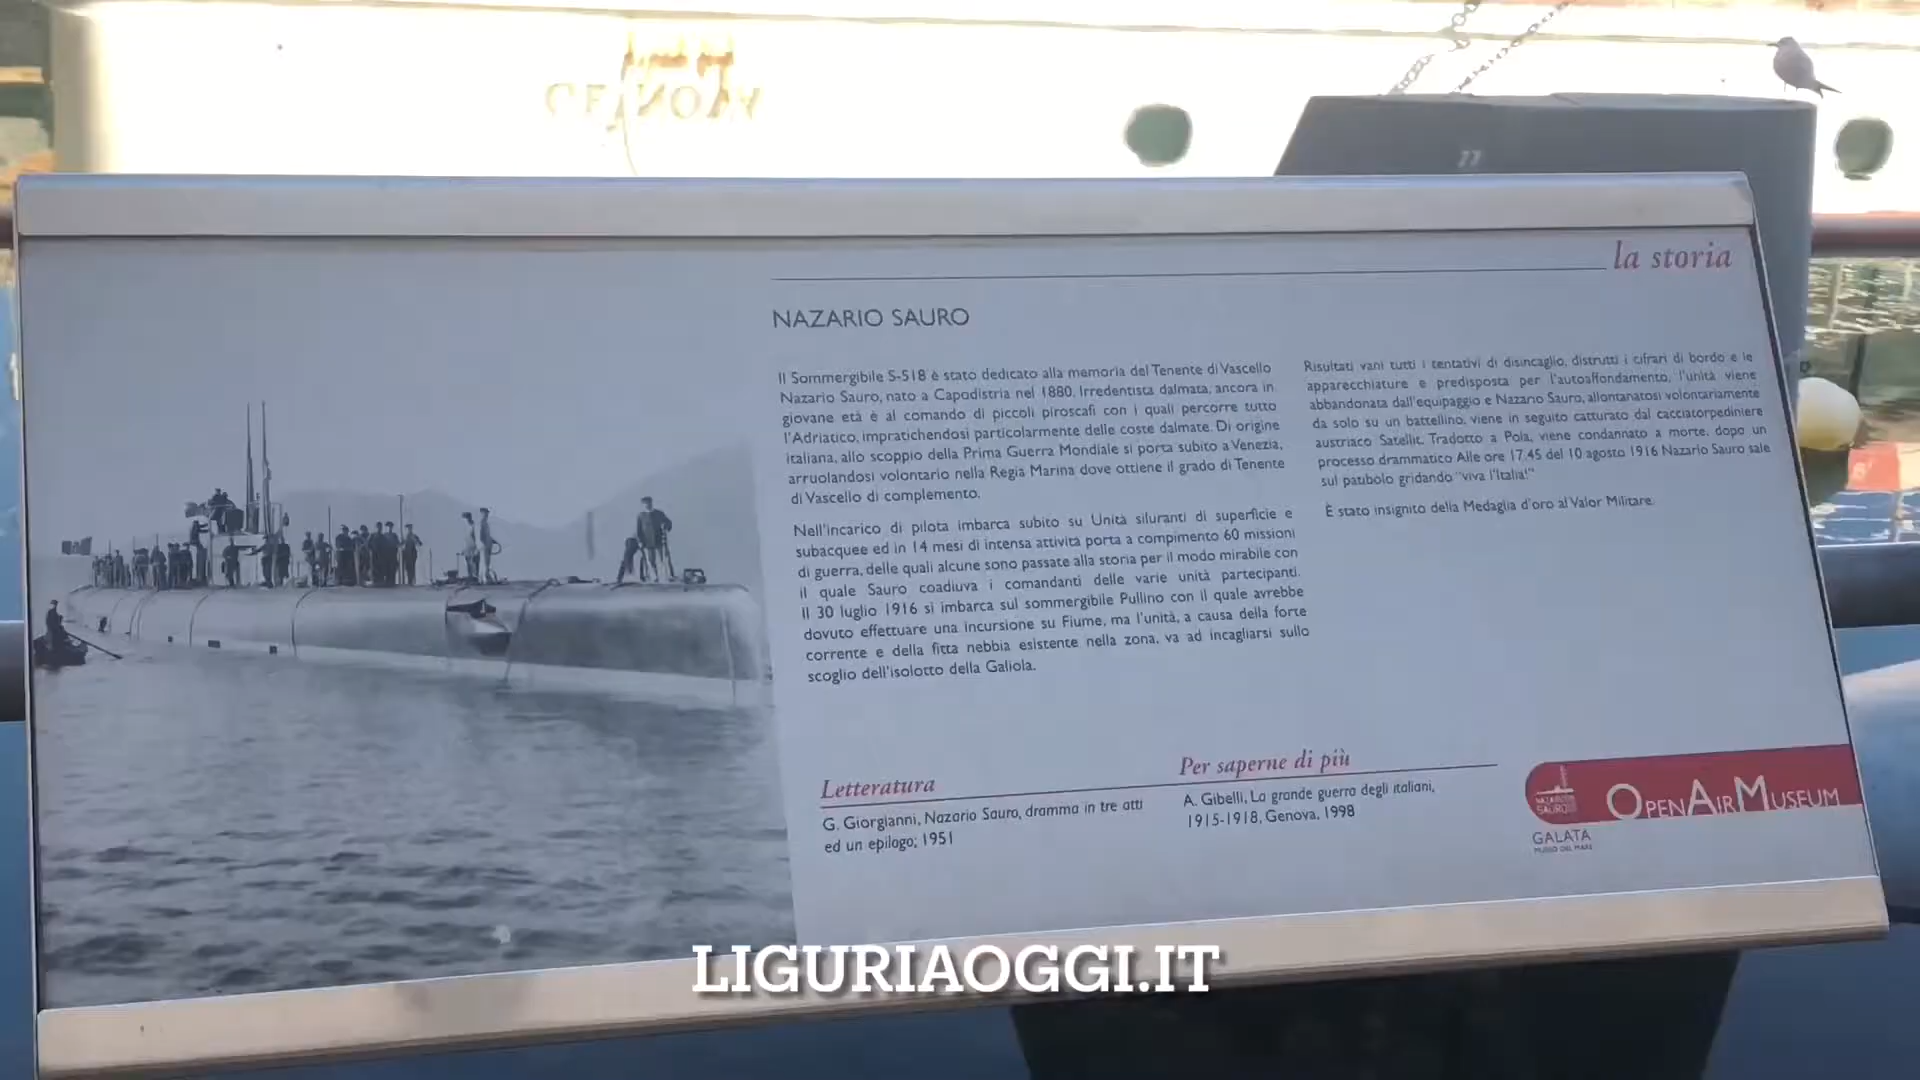 GENOVA
la storia
NAZARIO SAURO
Il Sommergibile S-518 è stato dedicato alla memoria del Tenente di Vascello
Nazario Sauro, nato a Capodistria nel 1880. Irredentista dalmata, ancora in
giovane età è al comando di piccoli piroscafi con i quali percorre tutto
l'Adriatico, impratichendosi particolarmente delle coste dalmate. Di origine
italiana, allo scoppio della Prima Guerra Mondiale si porta subito a Venezia,
arruolandosi volontario nella Regia Marina dove ottiene il grado di Tenente
di Vascello di complemento.
Nell'incarico di pilota imbarca subito su Unità siluranti di superficie e
subacquee ed in 14 mesi di intensa attività porta a compimento 60 missioni
di guerra, delle quali alcune sono passate alla storia per il modo mirabile con
il quale Sauro coadiuva i comandanti delle varie unità partecipanti.
Il 30 luglio 1916 si imbarca sul sommergibile Pullino con il quale avrebbe
dovuto effettuare una incursione su Fiume, ma l'unità, a causa della forte
corrente e della fitta nebbia esistente nella zona, va ad incagliarsi sullo
scoglio dell'isolotto della Galiola.
Risultati vani tutti i tentativi di disincaglio, distrutti i cifrari di bordo e le
apparecchiature e predisposta per l'autoaffondamento, l'unità viene
abbandonata dall'equipaggio e Nazario Sauro, allontanatosi volontariamente
da solo su un battellino, viene in seguito catturato dal cacciatorpediniere
austriaco Satellit. Tradotto a Pola, viene condannato a morte, dopo un
processo drammatico Alle ore 17,45 del 10 agosto 1916 Nazario Sauro sale
sul patibolo gridando "viva l'Italia!"
È stato insignito della Medaglia d'oro al Valor Militare.
Letteratura
G. Giorgianni, Nazario Sauro, dramma in tre atti
ed un epilogo; 1951
Per saperne di più
A. Gibelli, La grande guerra degli italiani,
1915-1918, Genova, 1998
NAZARIO
SAURO
OPENAIRMUSEUM
GALATA
MUSEO DEL MARE
LIGURIAOGGI.IT